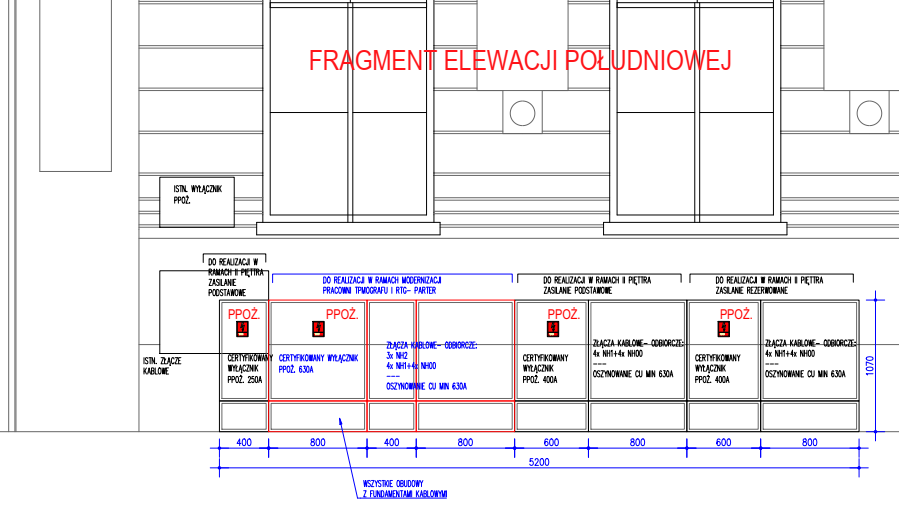 FRAGMENT ELEWACJI POŁUDNIOWEJ
ISTN. WYŁĄCZNIK
PPOŻ.
DO REALIZACJI W
RAMACH II PIĘTTRA
ZASILANIE
PODSTAWOWE
DO REALIZACJI W RAMACH MODERNIZACJI
PRACOWNI TPMOGRAFU I RTG- PARTER
DO REALIZACJI W RAMACH II PIĘTTRA
ZASILANIE PODSTAWOWE
DO REALIZACJI W RAMACH II PIĘTTRA
ZASILANIE REZERWOWANE
PPOŻ.
PPOŻ.
PPOŻ.
PPOŻ.
ISTN. ZŁĄCZE
KABLOWE
CERTYFIKOWANY
WYŁĄCZNIK
PPOŻ. 250A
CERTYFIKOWANY WYŁĄCZNIK
PPOŻ. 630A
ZŁĄCZA KABLOWE- ODBIORCZE:
3x NH2
4x NH1+4x NH00
---
OSZYNOWANIE CU MIN 630A
CERTYFIKOWANY
WYŁĄCZNIK
PPOŻ. 400A
ZŁĄCZA KABLOWE- ODBIORCZE:
4x NH1+4x NH00
---
OSZYNOWANIE CU MIN 630A
CERTYFIKOWANY
WYŁĄCZNIK
PPOŻ. 400A
ZŁĄCZA KABLOWE- ODBIORCZE:
4x NH1+4x NH00
---
OSZYNOWANIE CU MIN 630A
1070
400 800 400 800 600 800 600 800
5200
WSZYSTKIE OBUDOWY
Z FUNDAMENTAMI KABLOWYMI